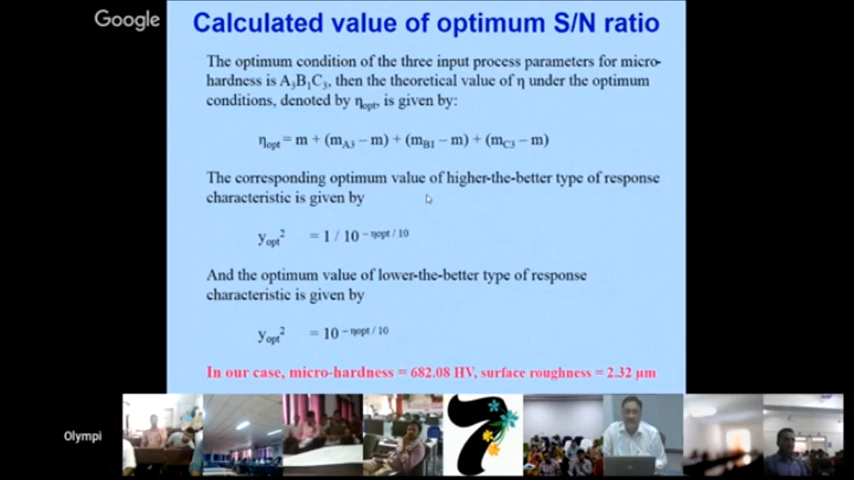 Google
Calculated value of optimum S/N ratio
The optimum condition of the three input process parameters for micro-
hardness is A₃B₁C₃, then the theoretical value of η under the optimum
conditions, denoted by ηopt, is given by:
ηopt = m + (mA3 − m) + (mB1 − m) + (mC3 − m)
The corresponding optimum value of higher-the-better type of response
characteristic is given by
yopt² = 1 / 10 − ηopt / 10
And the optimum value of lower-the-better type of response
characteristic is given by
yopt² = 10 − ηopt / 10
In our case, micro-hardness = 682.08 HV, surface roughness = 2.32 μm
Olympi
7